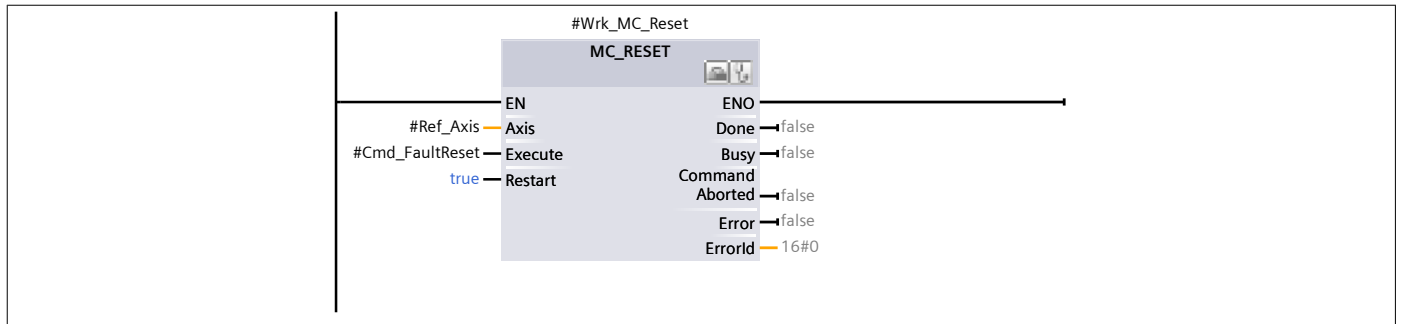 #Wrk_MC_Reset
MC_RESET
EN ENO
#Ref_Axis Axis Done false
#Cmd_FaultReset Execute Busy false
true Restart Command
Aborted false
Error false
ErrorId 16#0